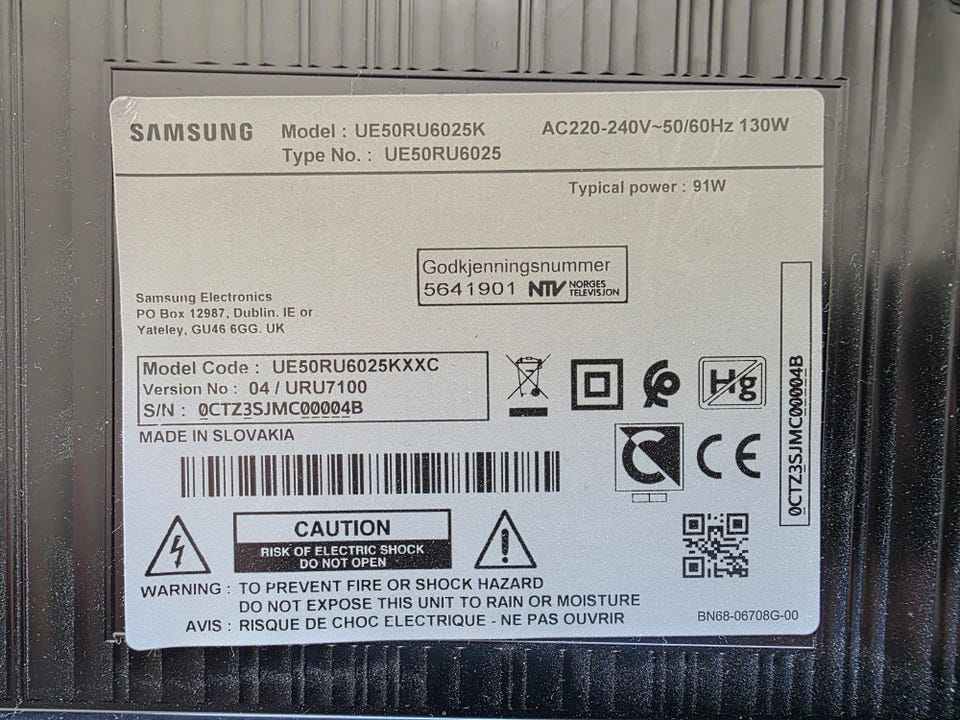 SAMSUNG Model : UE50RU6025K AC220-240V~50/60Hz 130W
Type No. : UE50RU6025
Typical power : 91W
Godkjenningsnummer
5641901 NTV NORGES TELEVISJON
Samsung Electronics
PO Box 12987, Dublin. IE or
Yateley, GU46 6GG. UK
Model Code : UE50RU6025KXXC
Version No : 04 / URU7100
S/N : 0CTZ3SJMC00004B
MADE IN SLOVAKIA
Hg
CE
0CTZ3SJMC00004B
CAUTION
RISK OF ELECTRIC SHOCK
DO NOT OPEN
WARNING : TO PREVENT FIRE OR SHOCK HAZARD
DO NOT EXPOSE THIS UNIT TO RAIN OR MOISTURE
AVIS : RISQUE DE CHOC ELECTRIQUE - NE PAS OUVRIR
BN68-06708G-00